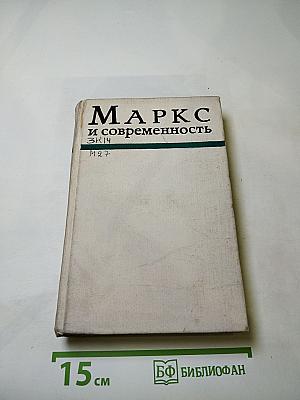 МАРКС
И СОВРЕМЕННОСТЬ
3К14
М27
15 см
БФ БИБЛИОФАН